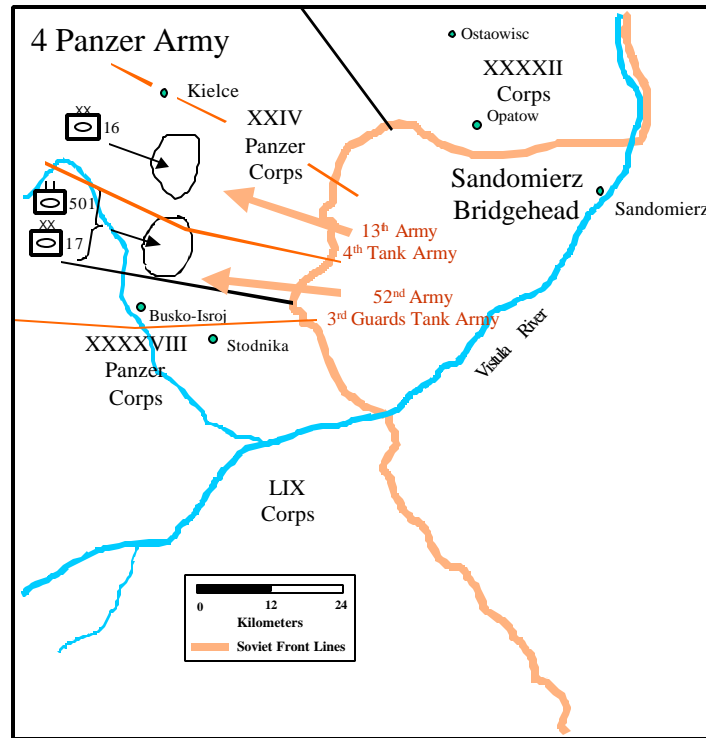 4 Panzer Army
Ostaowisc
XXXXII
Corps
Kielce
Opatow
XX
16
XXIV
Panzer
Corps
Sandomierz
Bridgehead
Sandomierz
501
XX
17
13th Army
4th Tank Army
52nd Army
3rd Guards Tank Army
Busko-Isroj
Stodnika
XXXXVIII
Panzer
Corps
Vistula River
LIX
Corps
0 12 24
Kilometers
Soviet Front Lines